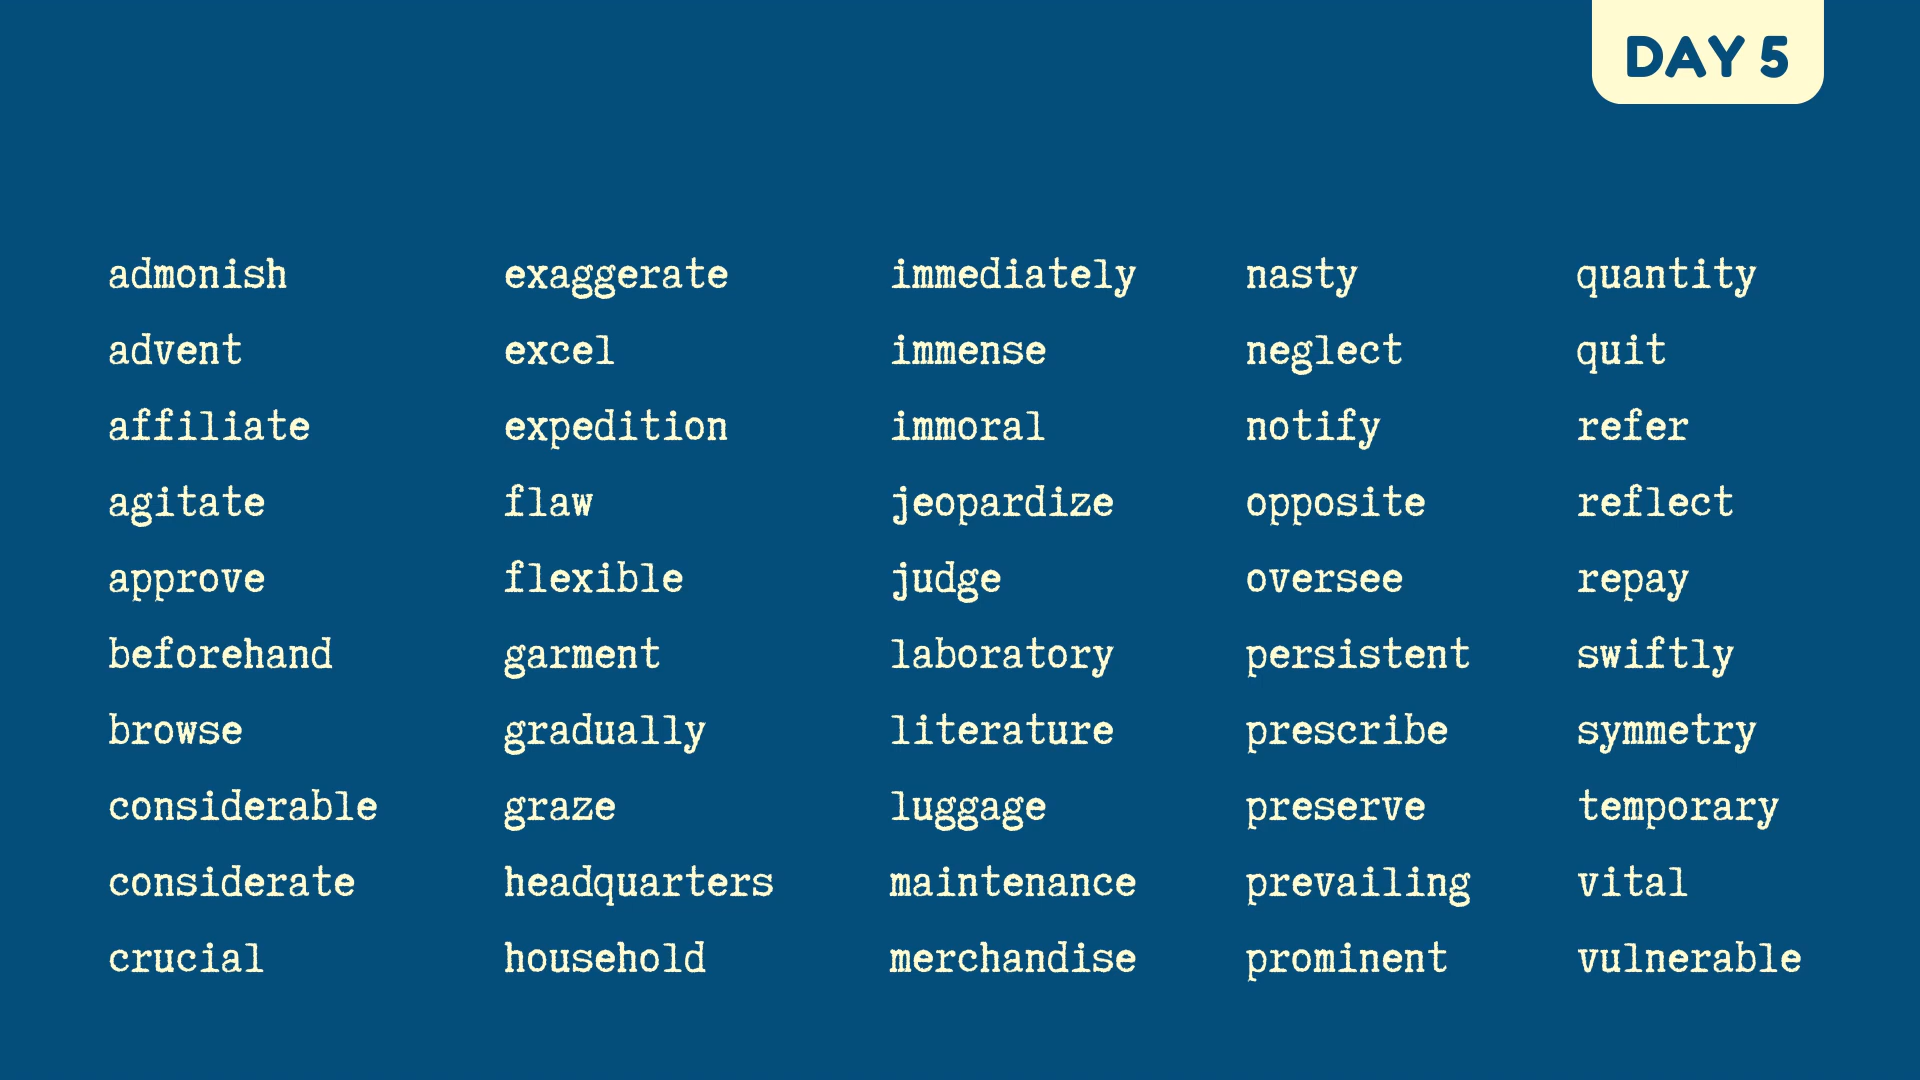 DAY 5
admonish
advent
affiliate
agitate
approve
beforehand
browse
considerable
considerate
crucial
exaggerate
excel
expedition
flaw
flexible
garment
gradually
graze
headquarters
household
immediately
immense
immoral
jeopardize
judge
laboratory
literature
luggage
maintenance
merchandise
nasty
neglect
notify
opposite
oversee
persistent
prescribe
preserve
prevailing
prominent
quantity
quit
refer
reflect
repay
swiftly
symmetry
temporary
vital
vulnerable